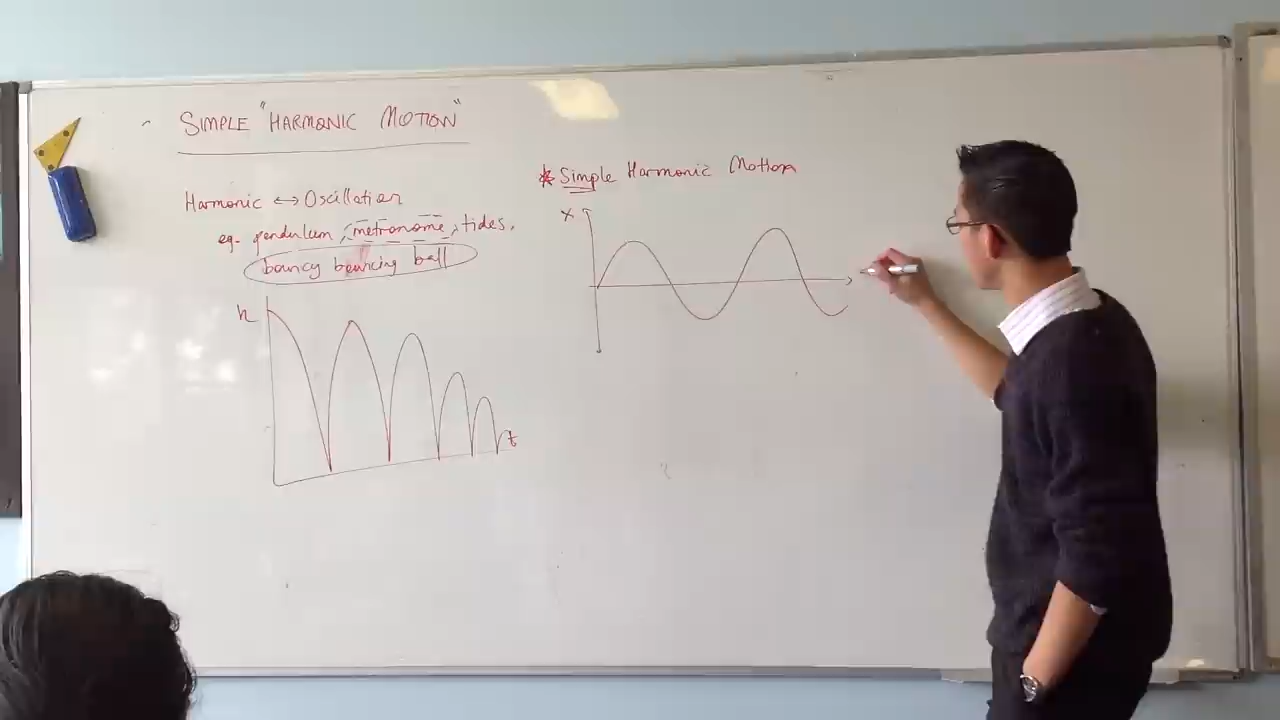 SIMPLE "HARMONIC MOTION"
Harmonic ↔ Oscillation
eg. pendulum, metronome, tides,
bouncy bouncing ball
h
t
* Simple Harmonic Motion
x